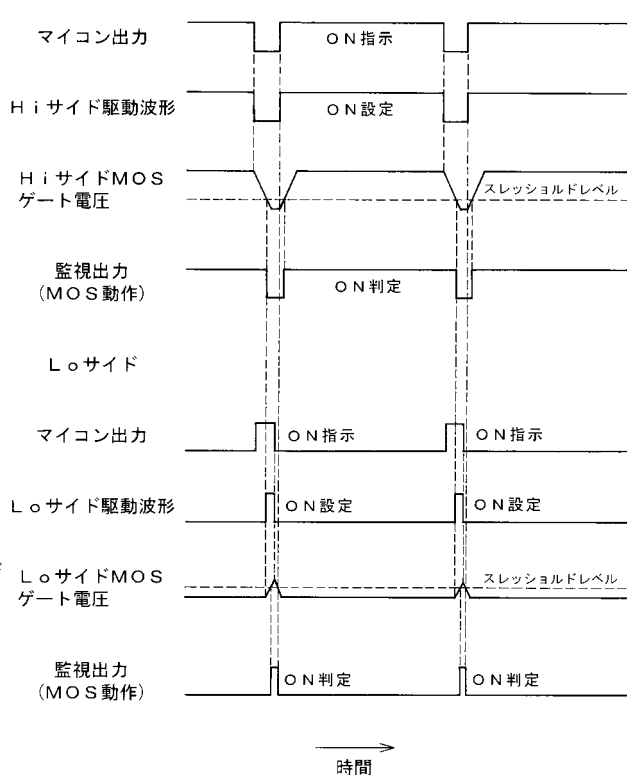 マイコン出力
ON指示
Hiサイド駆動波形
ON設定
HiサイドMOS
ゲート電圧
スレッショルドレベル
監視出力
(MOS動作)
ON判定
Loサイド
マイコン出力
ON指示
ON指示
Loサイド駆動波形
ON設定
ON設定
LoサイドMOS
ゲート電圧
スレッショルドレベル
監視出力
(MOS動作)
ON判定
ON判定
時間